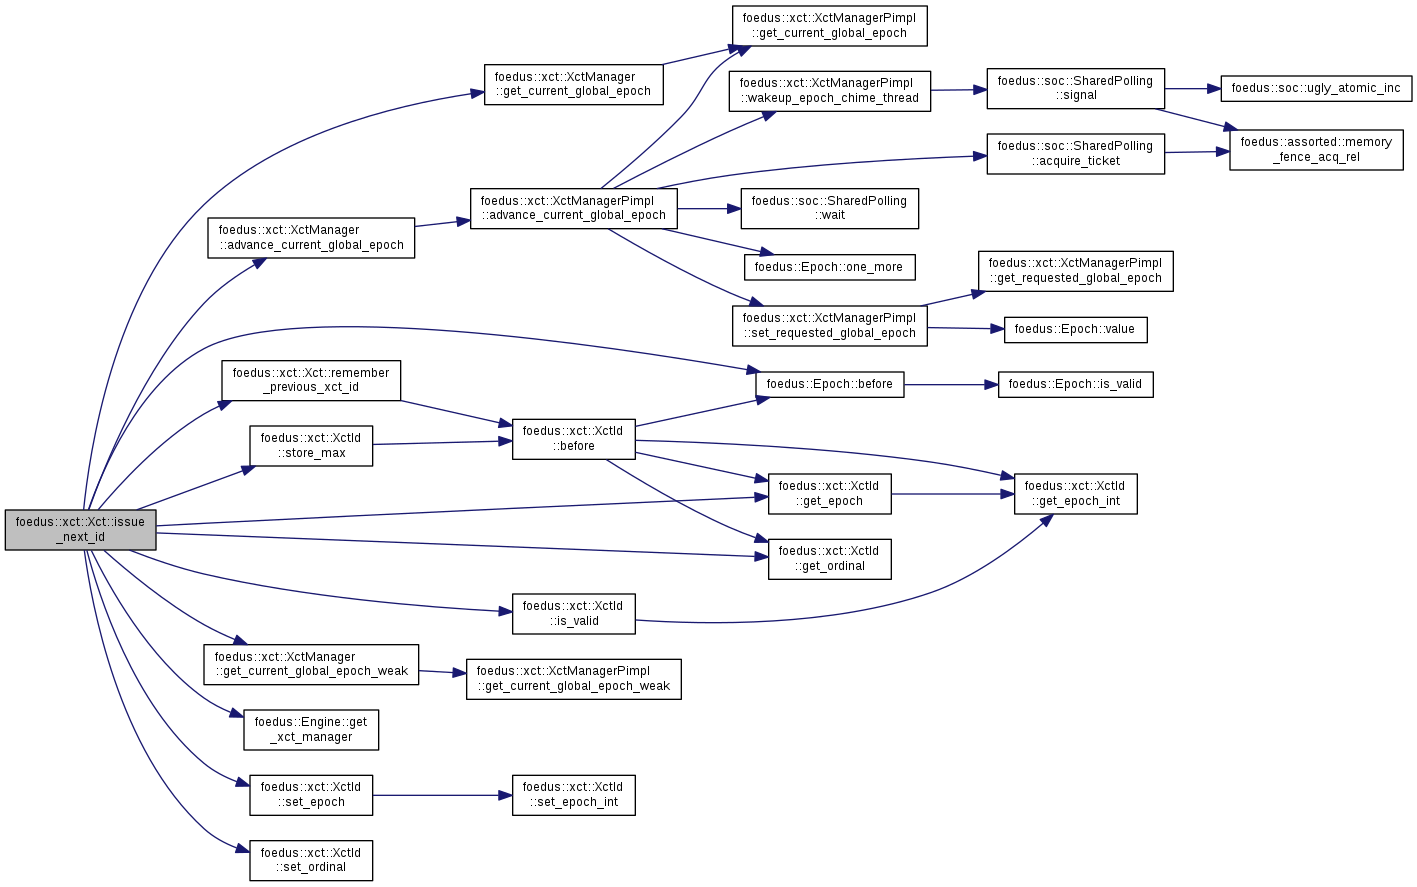 foedus::xct::XctManagerPimpl
::get_current_global_epoch
foedus::xct::XctManager
::get_current_global_epoch
foedus::xct::XctManagerPimpl
::wakeup_epoch_chime_thread
foedus::soc::SharedPolling
::signal
foedus::soc::ugly_atomic_inc
foedus::assorted::memory
_fence_acq_rel
foedus::soc::SharedPolling
::acquire_ticket
foedus::xct::XctManagerPimpl
::advance_current_global_epoch
foedus::soc::SharedPolling
::wait
foedus::xct::XctManager
::advance_current_global_epoch
foedus::Epoch::one_more
foedus::xct::XctManagerPimpl
::get_requested_global_epoch
foedus::xct::XctManagerPimpl
::set_requested_global_epoch
foedus::Epoch::value
foedus::xct::Xct::remember
_previous_xct_id
foedus::Epoch::before
foedus::Epoch::is_valid
foedus::xct::XctId
::store_max
foedus::xct::XctId
::before
foedus::xct::XctId
::get_epoch
foedus::xct::XctId
::get_epoch_int
foedus::xct::Xct::issue
_next_id
foedus::xct::XctId
::get_ordinal
foedus::xct::XctId
::is_valid
foedus::xct::XctManager
::get_current_global_epoch_weak
foedus::xct::XctManagerPimpl
::get_current_global_epoch_weak
foedus::Engine::get
_xct_manager
foedus::xct::XctId
::set_epoch
foedus::xct::XctId
::set_epoch_int
foedus::xct::XctId
::set_ordinal